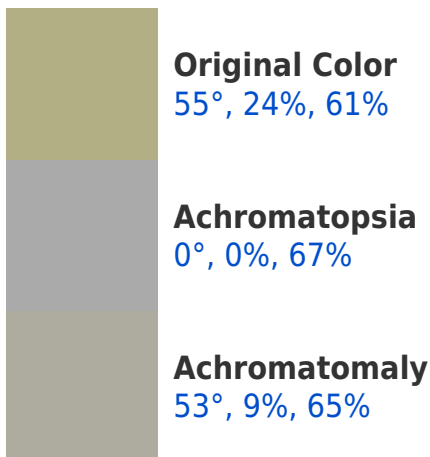 Original Color
55°, 24%, 61%
Achromatopsia
0°, 0%, 67%
Achromatomaly
53°, 9%, 65%